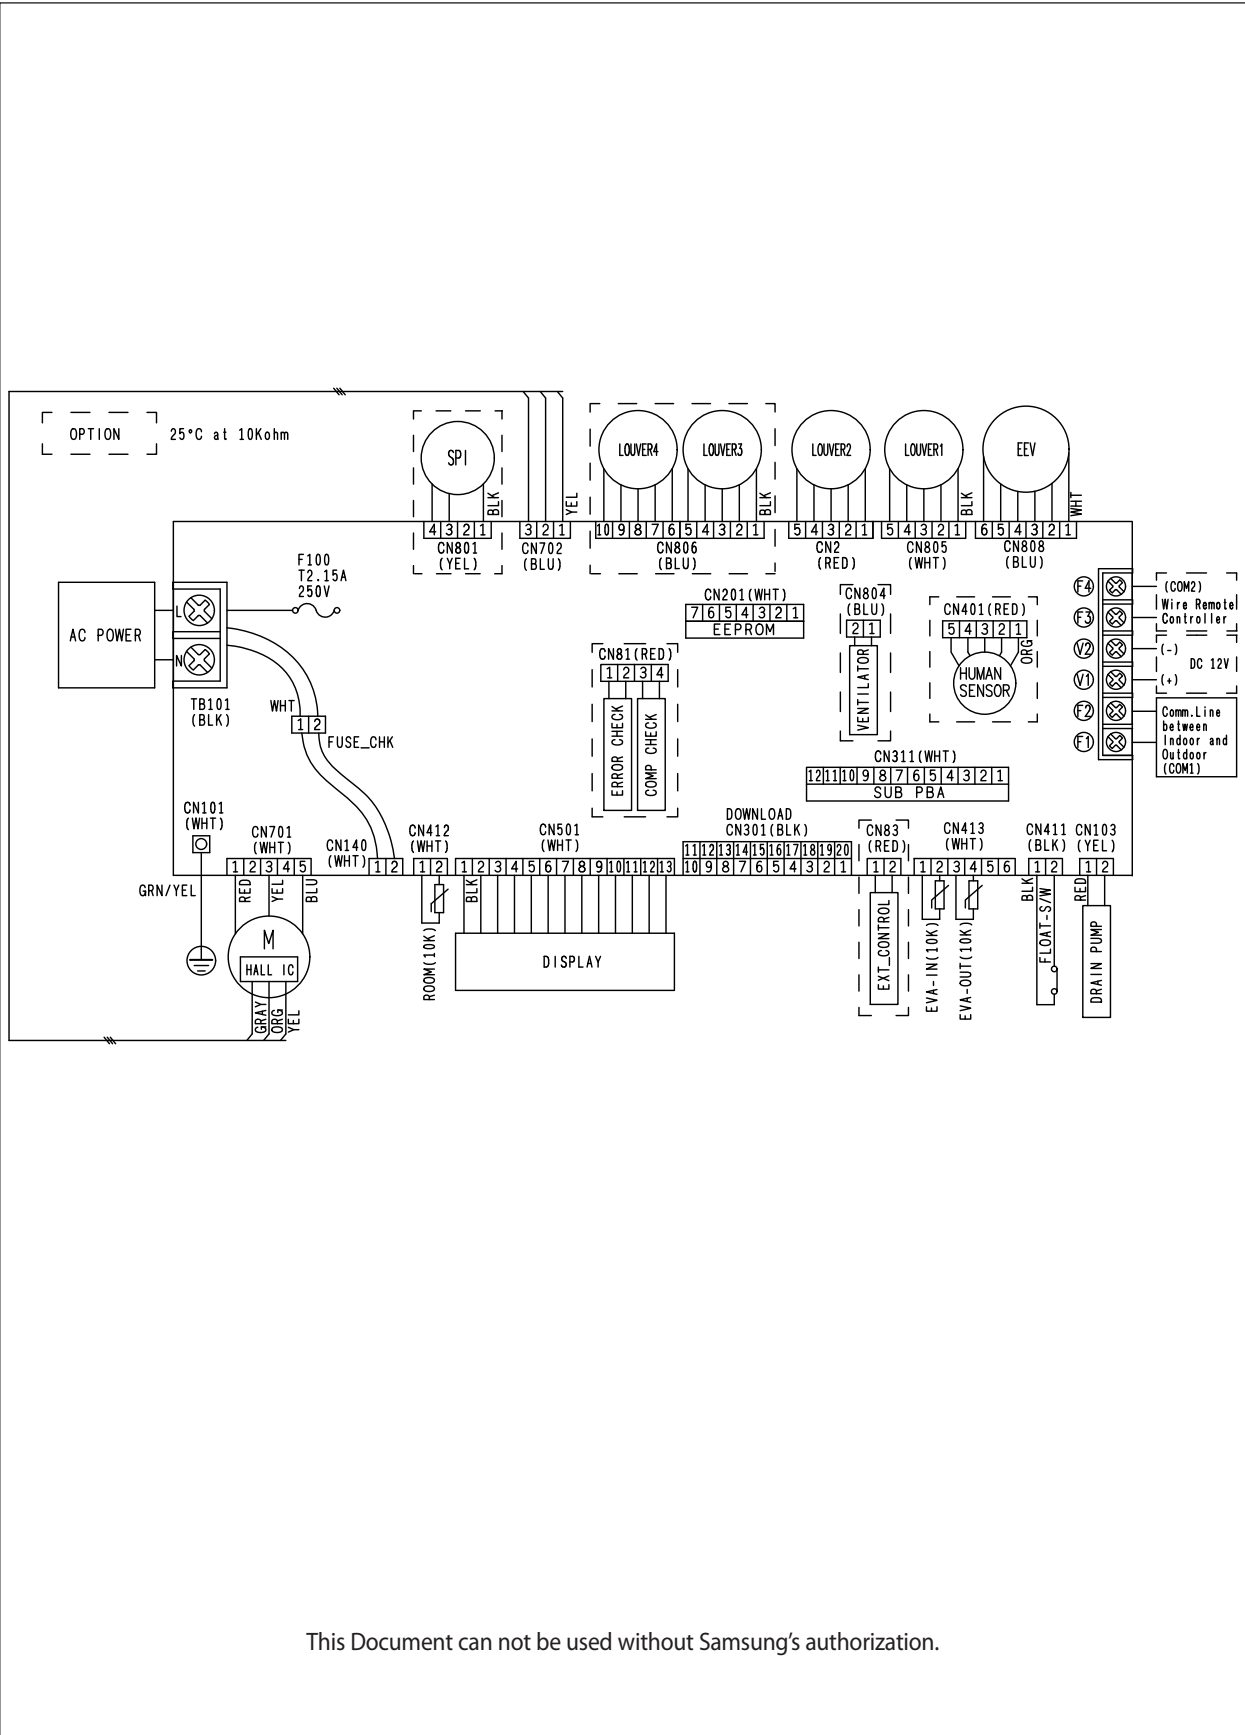 OPTION
25°C at 10Kohm
SPI
LOUVER4
LOUVER3
LOUVER2
LOUVER1
EEV
BLK
YEL
BLK
BLK
WHT
4 3 2 1
3 2 1
10 9 8 7 6 5 4 3 2 1
5 4 3 2 1
5 4 3 2 1
6 5 4 3 2 1
CN801
(YEL)
CN702
(BLU)
CN806
(BLU)
CN2
(RED)
CN805
(WHT)
CN808
(BLU)
F100
T2.15A
250V
AC POWER
L
N
TB101
(BLK)
WHT
1 2
FUSE_CHK
CN201(WHT)
7 6 5 4 3 2 1
EEPROM
CN804
(BLU)
2 1
VENTILATOR
CN401(RED)
5 4 3 2 1
ORG
HUMAN
SENSOR
CN81(RED)
1 2 3 4
ERROR CHECK
COMP CHECK
F4
F3
V2
V1
F2
F1
(COM2)
Wire Remote
Controller
(-)
DC 12V
(+)
Comm.Line
between
Indoor and
Outdoor
(COM1)
CN311(WHT)
12 11 10 9 8 7 6 5 4 3 2 1
SUB PBA
CN101
(WHT)
GRN/YEL
CN701
(WHT)
1 2 3 4 5
RED
YEL
BLU
M
HALL IC
GRAY
ORG
YEL
CN140
(WHT)
1 2
CN412
(WHT)
1 2
ROOM(10K)
CN501
(WHT)
1 2 3 4 5 6 7 8 9 10 11 12 13
BLK
DISPLAY
DOWNLOAD
CN301(BLK)
11 12 13 14 15 16 17 18 19 20
10 9 8 7 6 5 4 3 2 1
CN83
(RED)
1 2
EXT_CONTROL
CN413
(WHT)
1 2 3 4 5 6
EVA-IN(10K)
EVA-OUT(10K)
CN411
(BLK)
1 2
BLK
FLOAT-S/W
CN103
(YEL)
1 2
RED
DRAIN PUMP
This Document can not be used without Samsung's authorization.